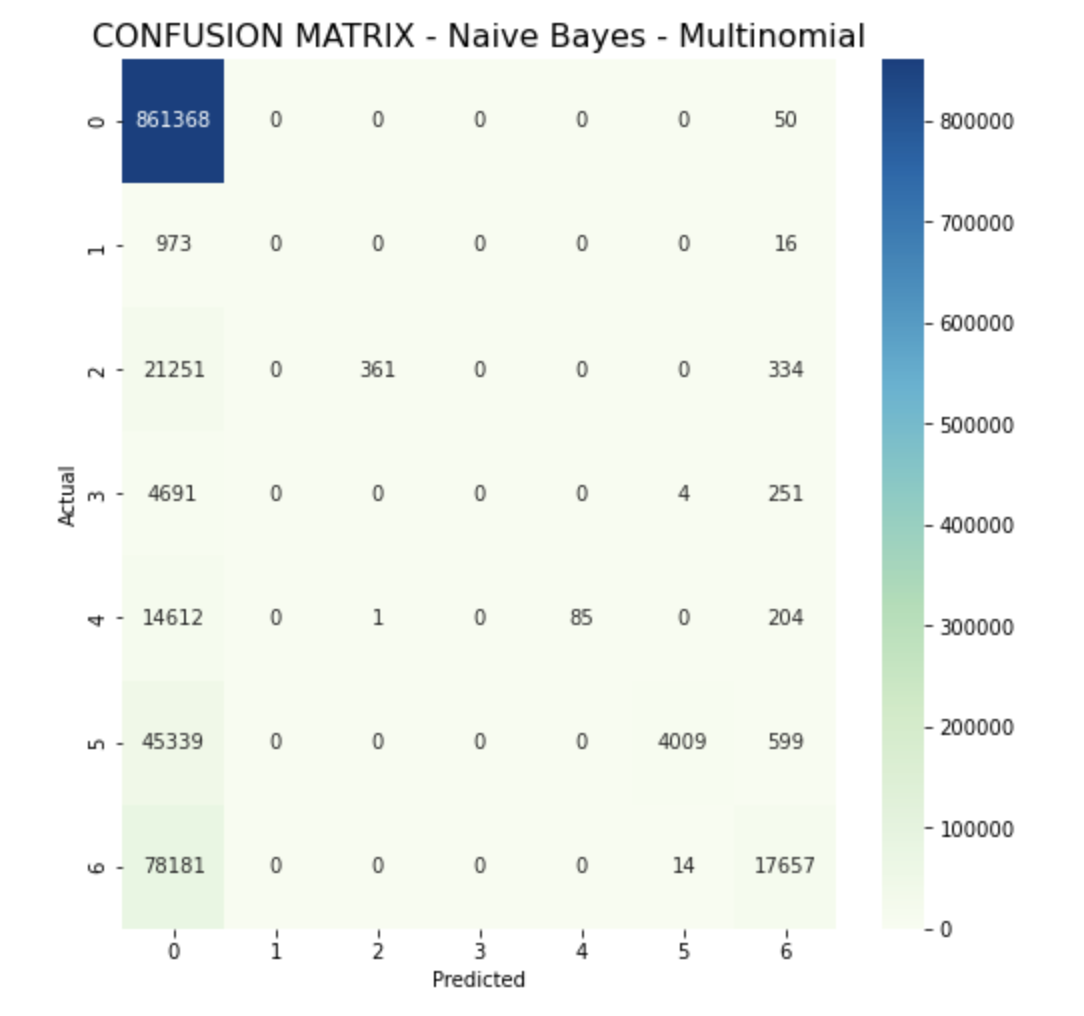 CONFUSION MATRIX - Naive Bayes - Multinomial
0 861368 0 0 0 0 0 50
1 973 0 0 0 0 0 16
2 21251 0 361 0 0 0 334
3 4691 0 0 0 0 4 251
4 14612 0 1 0 85 0 204
5 45339 0 0 0 0 4009 599
6 78181 0 0 0 0 14 17657
0 1 2 3 4 5 6
Predicted
Actual
800000
700000
600000
500000
400000
300000
200000
100000
0